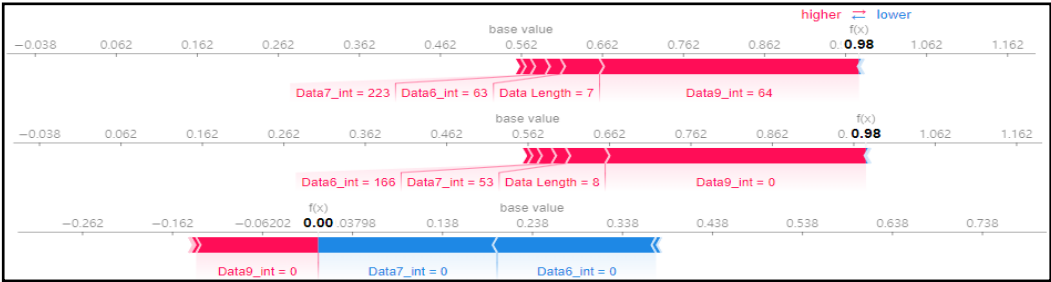 higher ⇄ lower
base value f(x)
−0.038 0.062 0.162 0.262 0.362 0.462 0.562 0.662 0.762 0.862 0. 0.98 1.062 1.162
Data7_int = 223 Data6_int = 63 Data Length = 7 Data9_int = 64
base value f(x)
−0.038 0.062 0.162 0.262 0.362 0.462 0.562 0.662 0.762 0.862 0. 0.98 1.062 1.162
Data6_int = 166 Data7_int = 53 Data Length = 8 Data9_int = 0
f(x) base value
−0.262 −0.162 −0.06202 0.00 .03798 0.138 0.238 0.338 0.438 0.538 0.638 0.738
Data9_int = 0 Data7_int = 0 Data6_int = 0